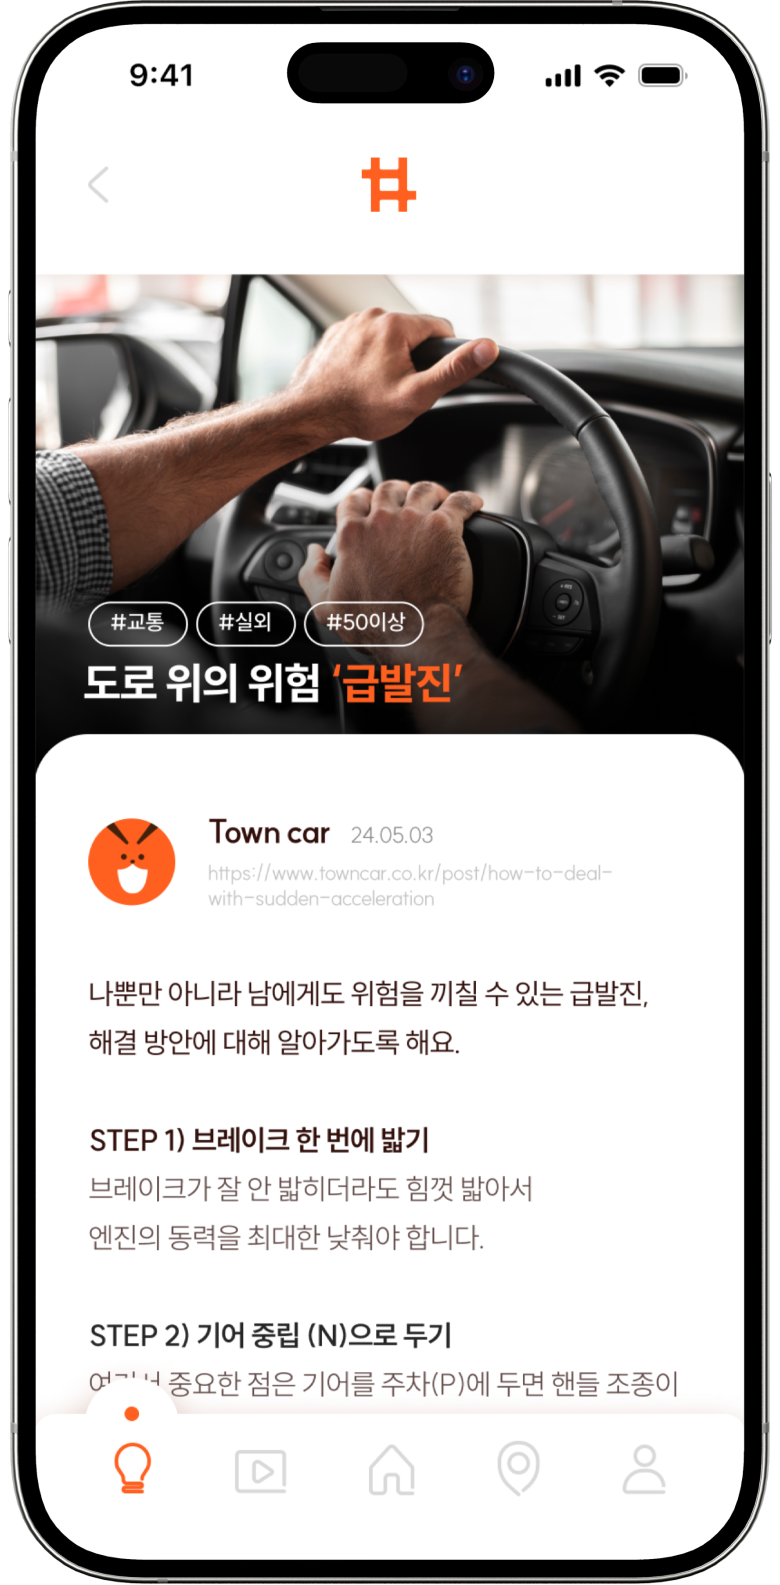 9:41
#교통 #실외 #50이상
도로 위의 위험 ‘급발진’
Town car 24.05.03
https://www.towncar.co.kr/post/how-to-deal-
with-sudden-acceleration
나뿐만 아니라 남에게도 위험을 끼칠 수 있는 급발진,
해결 방안에 대해 알아가도록 해요.
STEP 1) 브레이크 한 번에 밟기
브레이크가 잘 안 밟히더라도 힘껏 밟아서
엔진의 동력을 최대한 낮춰야 합니다.
STEP 2) 기어 중립 (N)으로 두기
중요한 점은 기어를 주차(P)에 두면 핸들 조종이